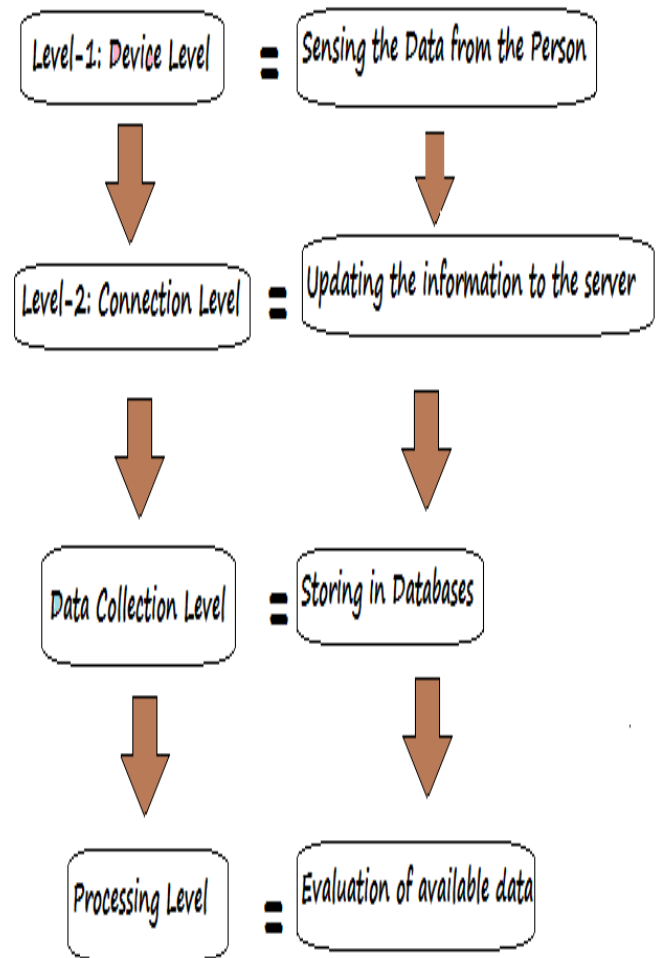 Level-1: Device Level = Sensing the Data from the Person
Level-2: Connection Level = Updating the information to the server
Data Collection Level = Storing in Databases
Processing Level = Evaluation of available data